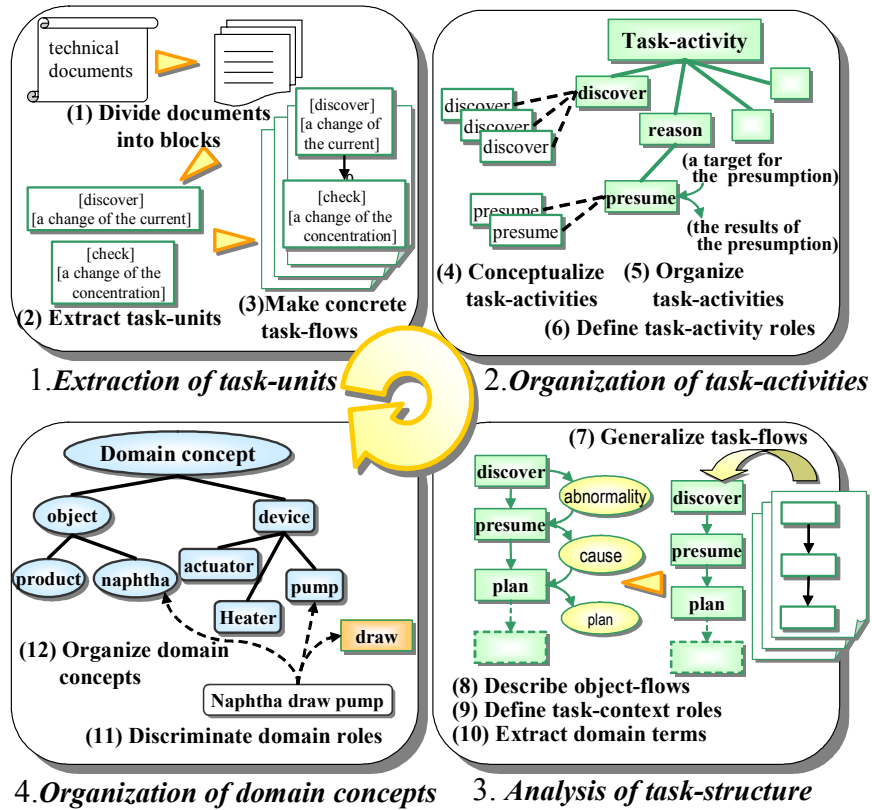 technical
documents
(1) Divide documents
into blocks
[discover]
[a change of
the current]
[check]
[a change of the
concentration]
[discover]
[a change of the current]
[check]
[a change of the
concentration]
(2) Extract task-units
(3)Make concrete
task-flows
1.Extraction of task-units
Task-activity
discover
discover
discover
discover
reason
(a target for
the presumption)
presume
presume
presume
(the results of
the presumption)
(4) Conceptualize
task-activities
(5) Organize
task-activities
(6) Define task-activity roles
2.Organization of task-activities
Domain concept
object
device
product
naphtha
actuator
pump
Heater
draw
(12) Organize domain
concepts
Naphtha draw pump
(11) Discriminate domain roles
4.Organization of domain concepts
(7) Generalize task-flows
discover
abnormality
presume
cause
plan
plan
discover
presume
plan
(8) Describe object-flows
(9) Define task-context roles
(10) Extract domain terms
3. Analysis of task-structure